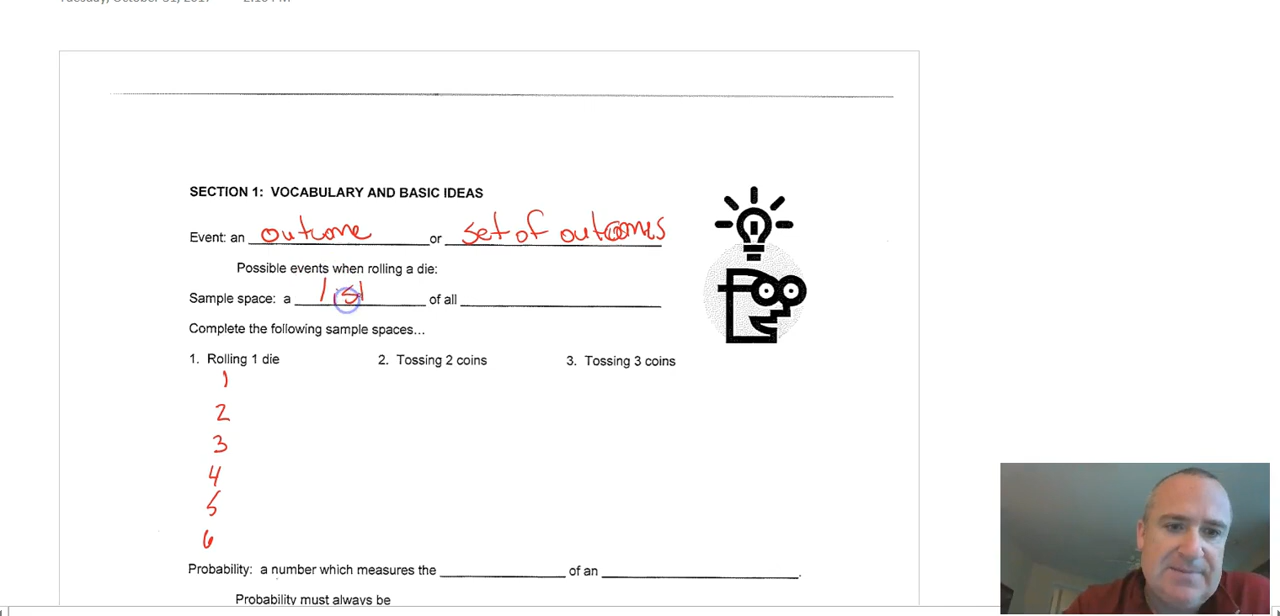 SECTION 1: VOCABULARY AND BASIC IDEAS
Event: an outcome or set of outcomes
Possible events when rolling a die:
Sample space: a list of all
Complete the following sample spaces...
1. Rolling 1 die 2. Tossing 2 coins 3. Tossing 3 coins
1
2
3
4
5
6
Probability: a number which measures the of an .
Probability must always be